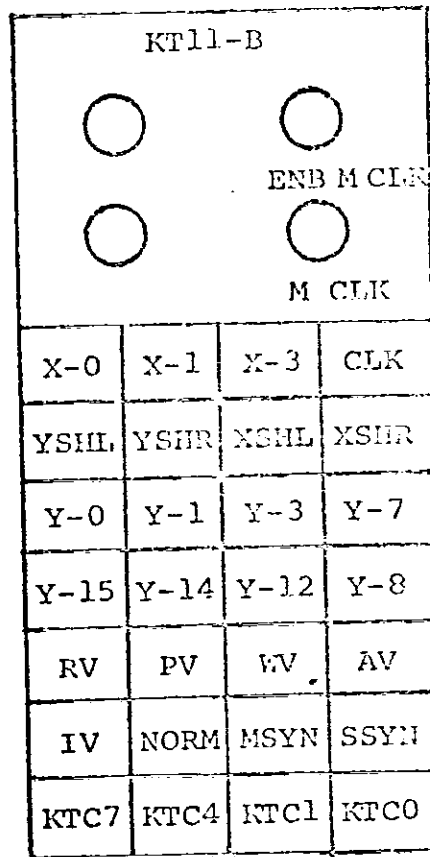 KT11-B
ENB M CLK
M CLK
X-0 X-1 X-3 CLK
YSHL YSHR XSHL XSHR
Y-0 Y-1 Y-3 Y-7
Y-15 Y-14 Y-12 Y-8
RV PV WV AV
IV NORM MSYN SSYN
KTC7 KTC4 KTC1 KTC0